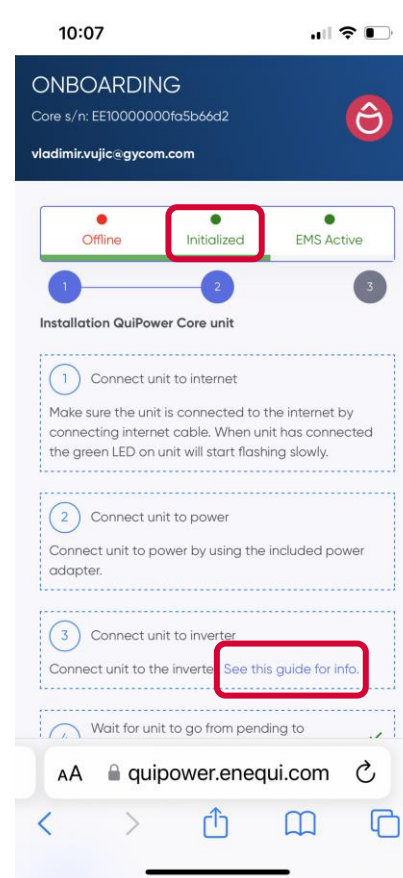 10:07
ONBOARDING
Core s/n: EE10000000fa5b66d2
vladimir.vujic@gycom.com
Offline
Initialized
EMS Active
1
2
3
Installation QuiPower Core unit
1 Connect unit to internet
Make sure the unit is connected to the internet by
connecting internet cable. When unit has connected
the green LED on unit will start flashing slowly.
2 Connect unit to power
Connect unit to power by using the included power
adapter.
3 Connect unit to inverter
Connect unit to the inverter See this guide for info.
Wait for unit to go from pending to
AA quipower.enequi.com